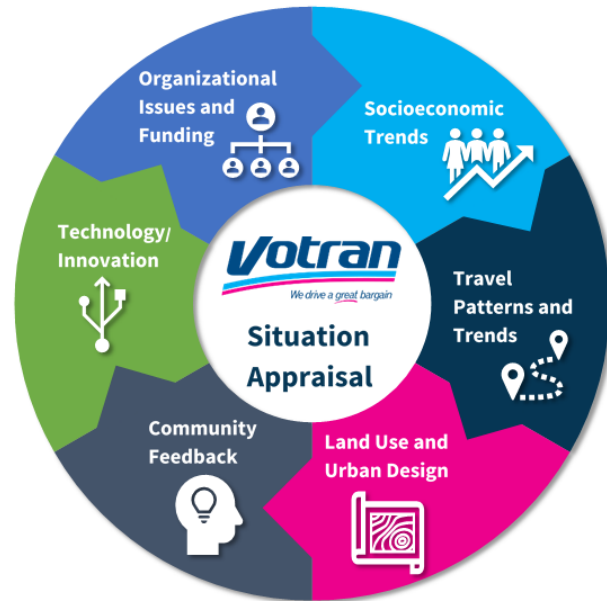 Organizational
Issues and
Funding
Socioeconomic
Trends
Technology/
Innovation
Votran
We drive a great bargain
Situation
Appraisal
Travel
Patterns and
Trends
Community
Feedback
Land Use and
Urban Design